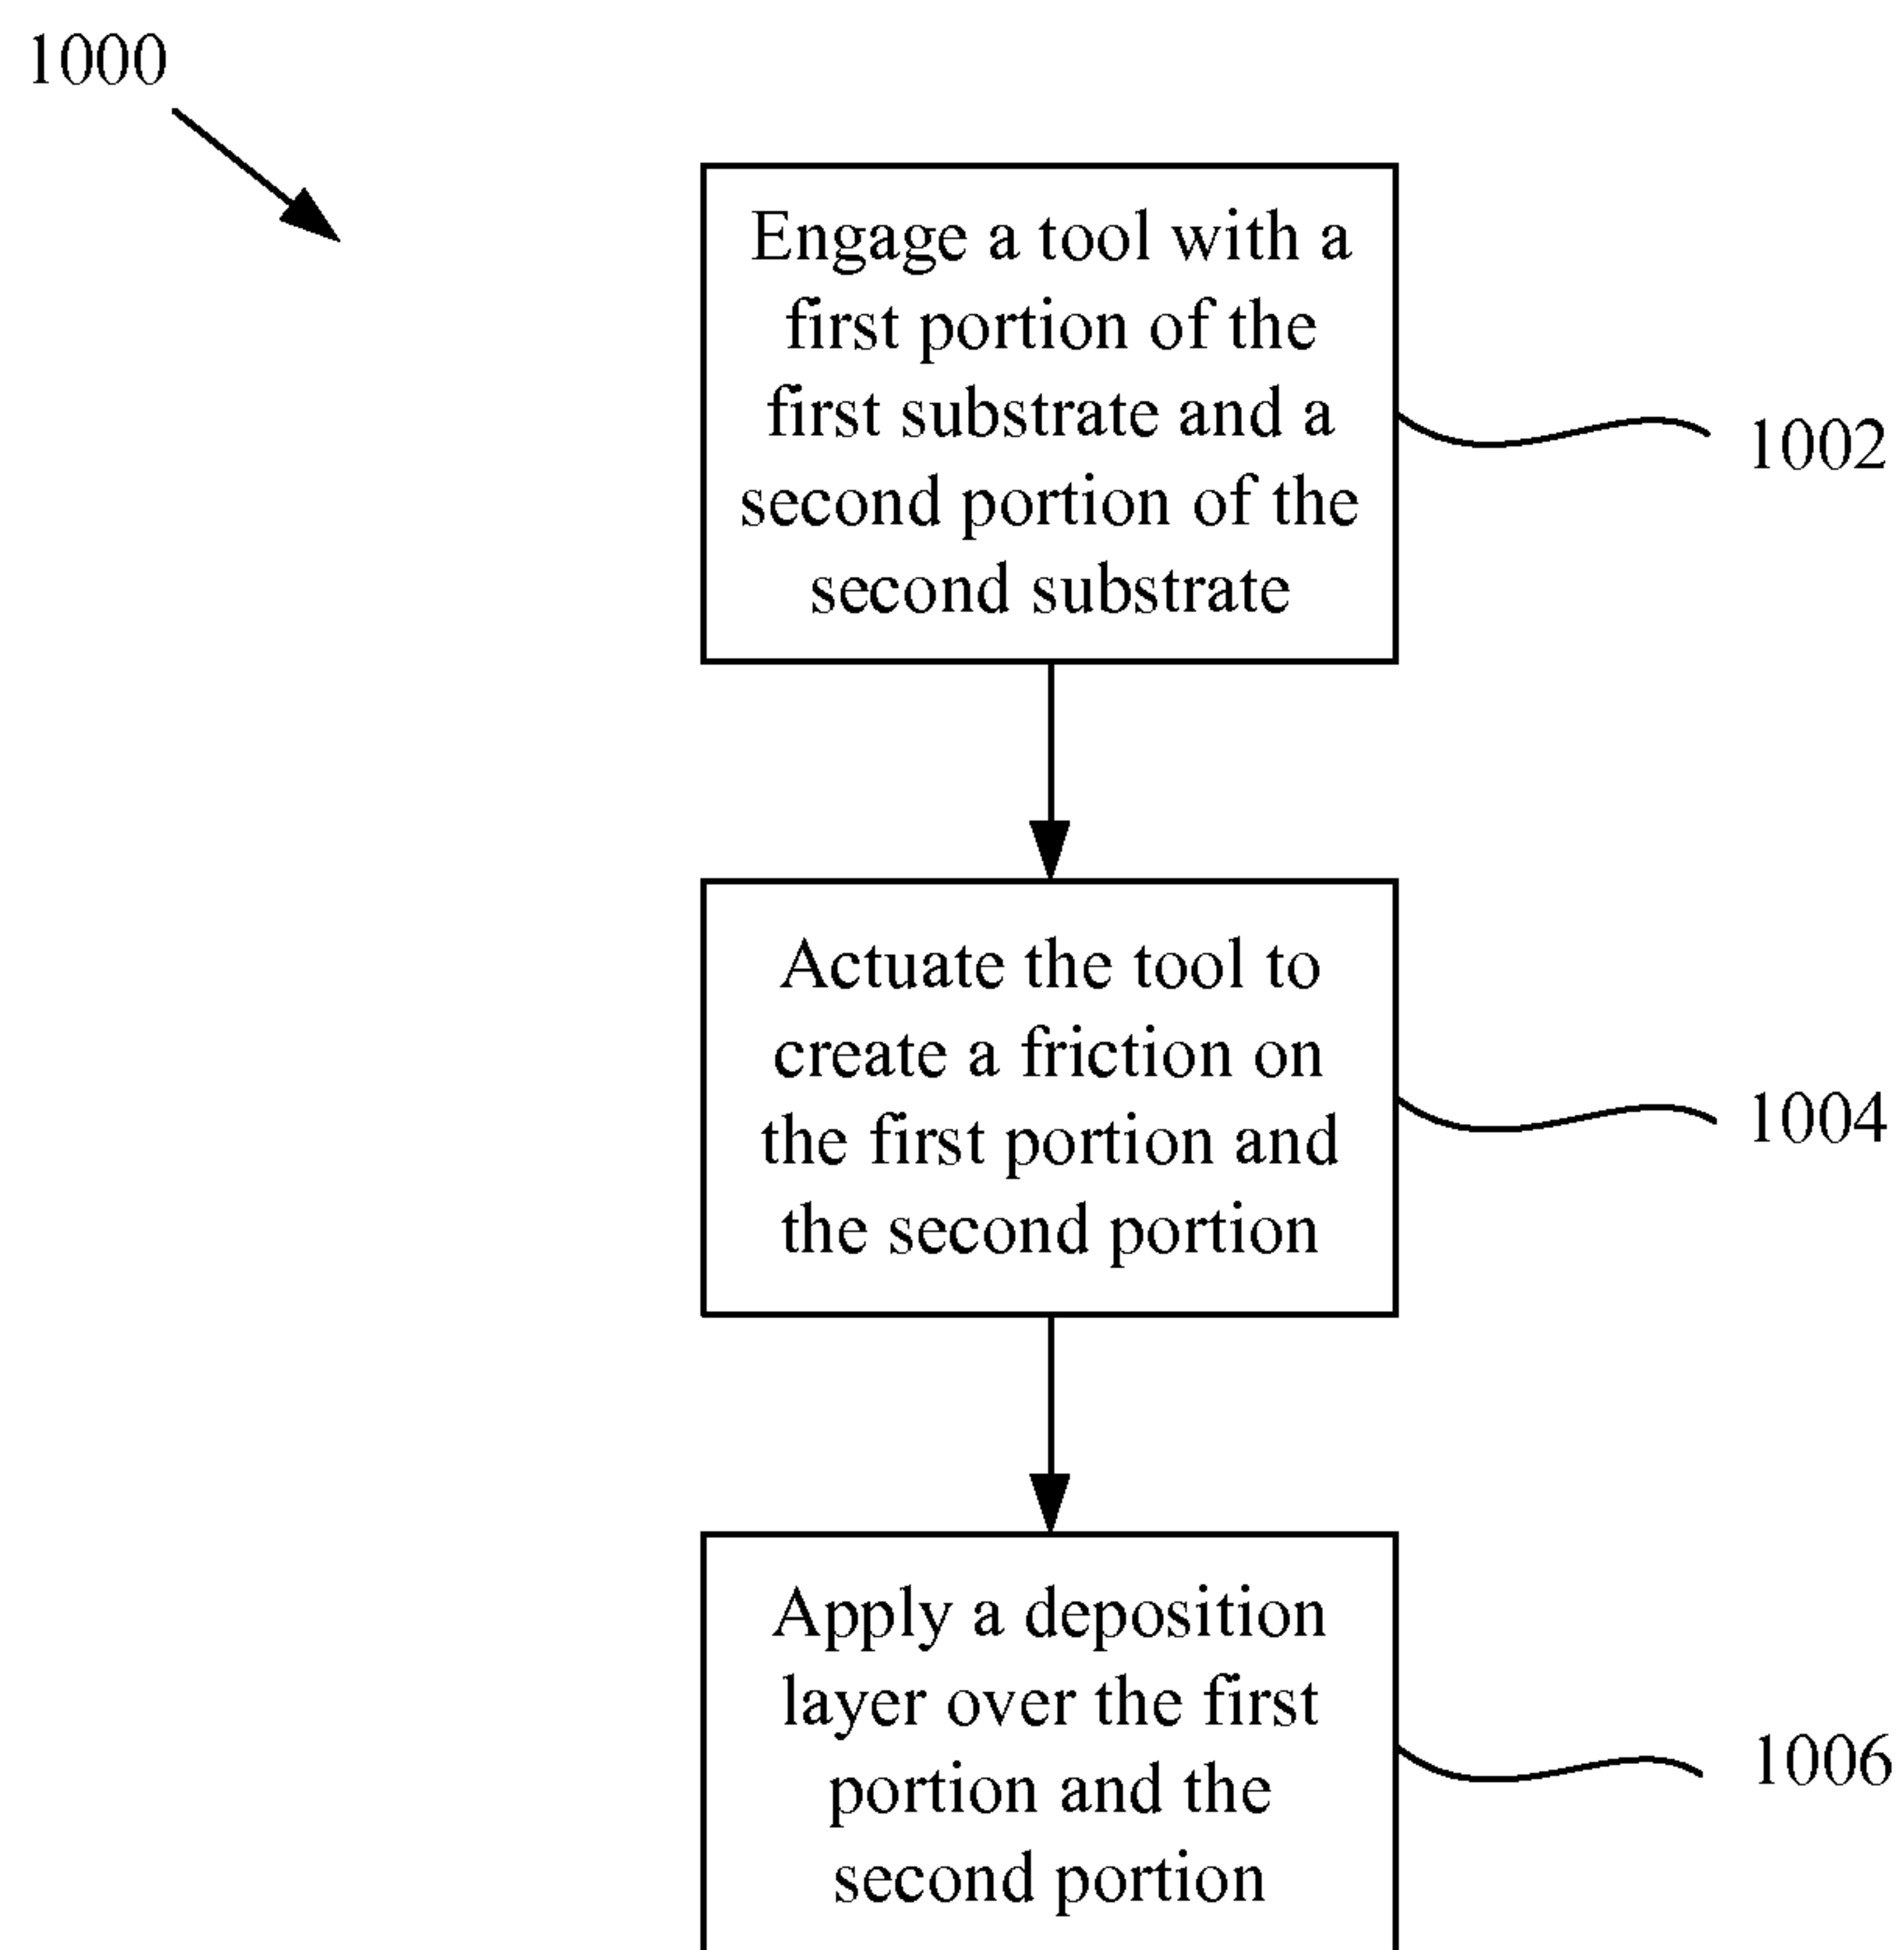 1000
Engage a tool with a
first portion of the
first substrate and a
second portion of the
second substrate
1002
Actuate the tool to
create a friction on
the first portion and
the second portion
1004
Apply a deposition
layer over the first
portion and the
second portion
1006